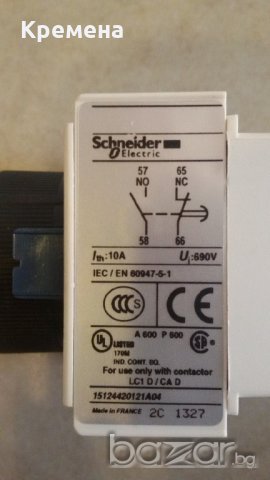 Кремена
Schneider
Electric
57 65
NO NC
58 66
Ith:10A Ui:690V
IEC / EN 60947-5-1
CCC S CE
A 600 P 600
UL LISTED
170M
IND. CONT. EQ.
For use only with contactor
LC1 D / CA D
15124420121A04
Made in FRANCE 2C 1327
bazar.bg